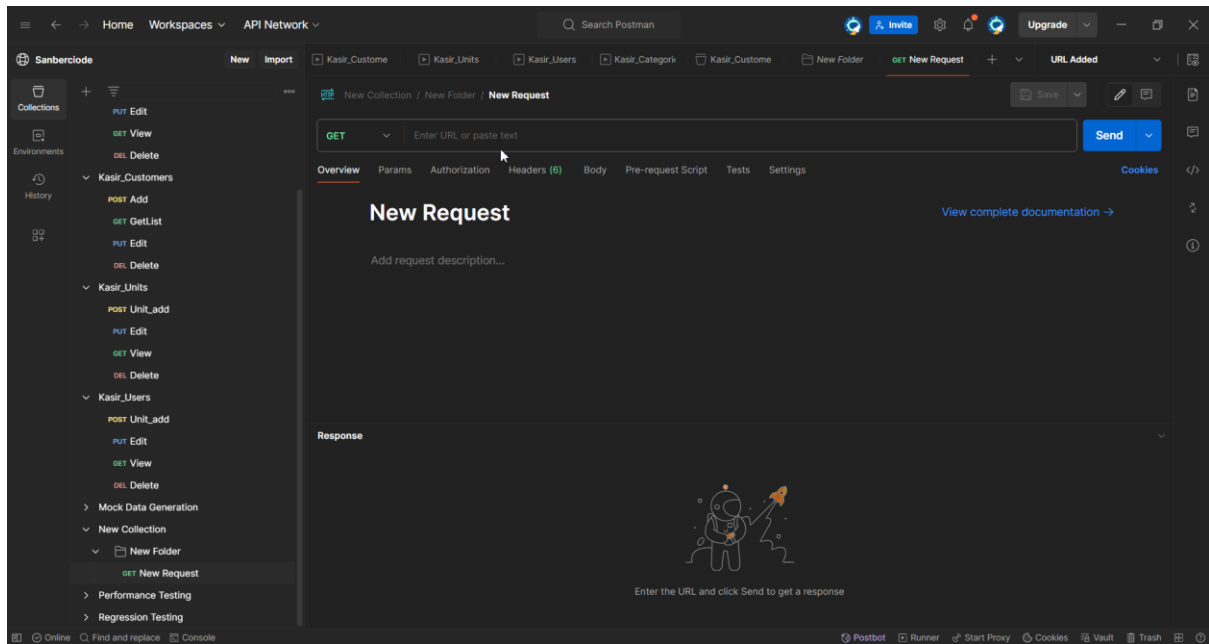 Home Workspaces API Network Search Postman Invite Upgrade
Sanberciode New Import Kasir_Custome Kasir_Units Kasir_Users Kasir_Categori Kasir_Custome New Folder GET New Request URL Added
Collections
Environments
History
PUT Edit
GET View
DEL Delete
Kasir_Customers
POST Add
GET GetList
PUT Edit
DEL Delete
Kasir_Units
POST Unit_add
PUT Edit
GET View
DEL Delete
Kasir_Users
POST Unit_add
PUT Edit
GET View
DEL Delete
Mock Data Generation
New Collection
New Folder
GET New Request
Performance Testing
Regression Testing
HTTP New Collection / New Folder / New Request Save
GET Enter URL or paste text Send
Overview Params Authorization Headers (6) Body Pre-request Script Tests Settings Cookies
New Request View complete documentation →
Add request description...
Response
Enter the URL and click Send to get a response
Online Find and replace Console Postbot Runner Start Proxy Cookies Vault Trash